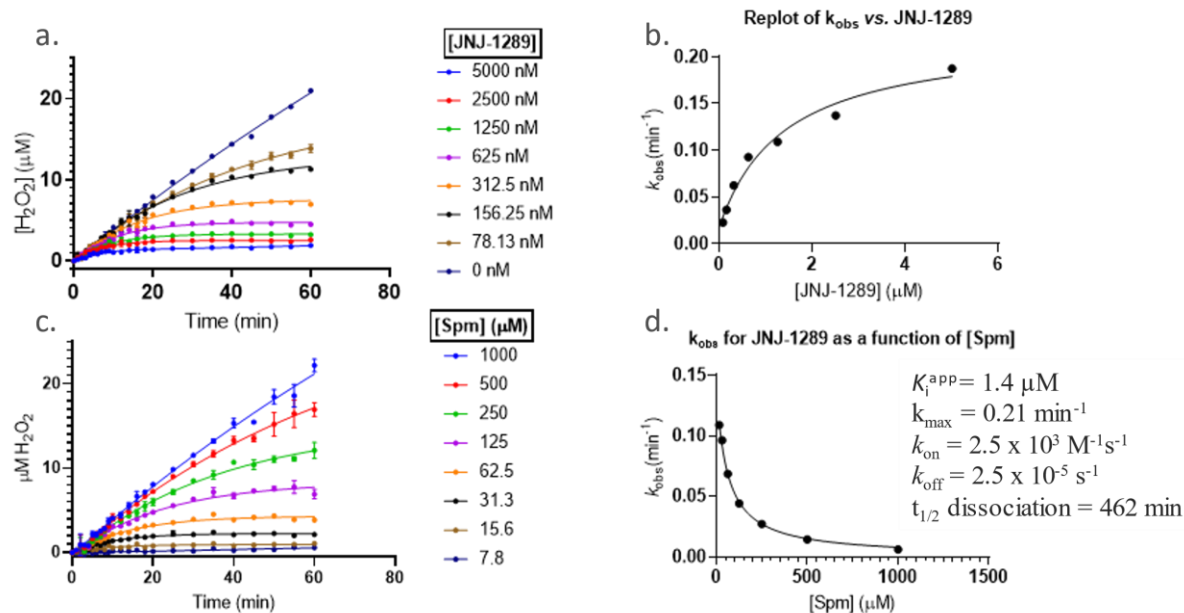 a.
[JNJ-1289]
5000 nM
2500 nM
1250 nM
625 nM
312.5 nM
156.25 nM
78.13 nM
0 nM
[H₂O₂] (μM)
20
10
0
0 20 40 60 80
Time (min)
b.
Replot of kobs vs. JNJ-1289
kobs (min⁻¹)
0.20
0.15
0.10
0.05
0.00
0 2 4 6
[JNJ-1289] (μM)
c.
[Spm] (μM)
1000
500
250
125
62.5
31.3
15.6
7.8
μM H₂O₂
20
10
0
0 20 40 60 80
Time (min)
d.
kobs for JNJ-1289 as a function of [Spm]
kobs (min⁻¹)
0.15
0.10
0.05
0.00
0 500 1000 1500
[Spm] (μM)
Kᵢᵃᵖᵖ = 1.4 μM
kmax = 0.21 min⁻¹
kon = 2.5 x 10³ M⁻¹s⁻¹
koff = 2.5 x 10⁻⁵ s⁻¹
t1/2 dissociation = 462 min